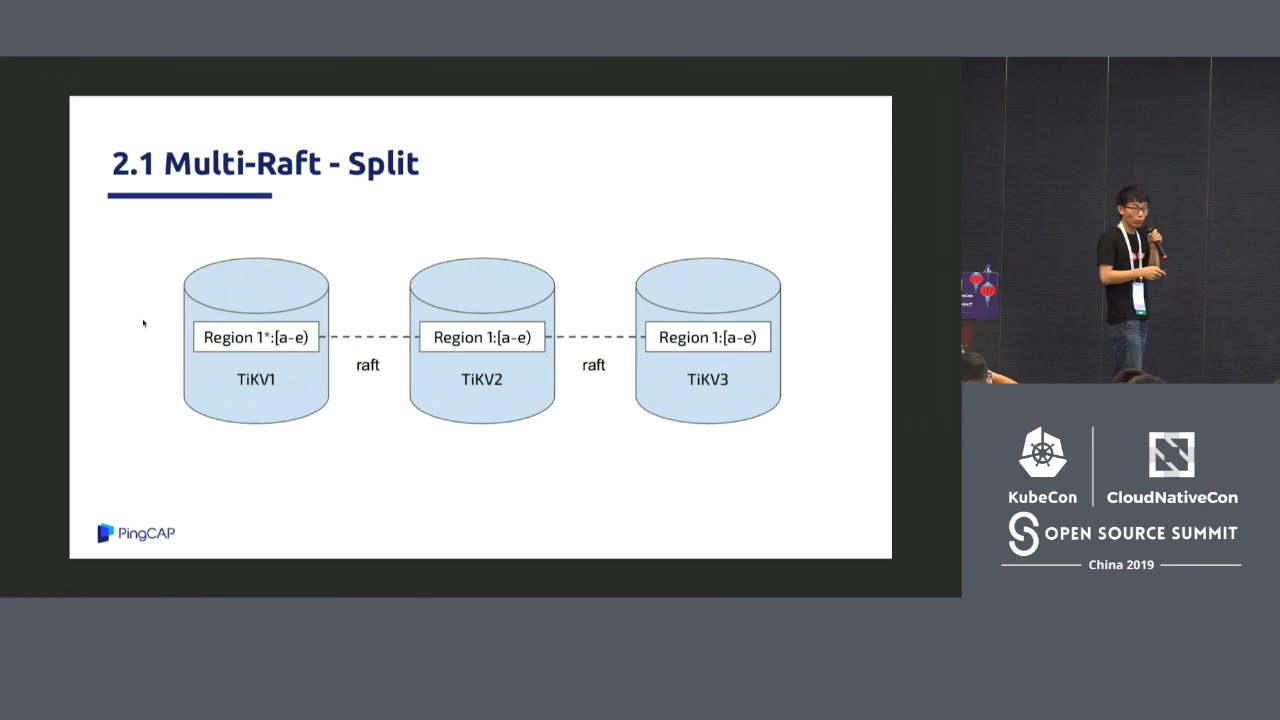 2.1 Multi-Raft - Split
Region 1*:[a-e)
Region 1:[a-e)
Region 1:[a-e)
raft
raft
TiKV1
TiKV2
TiKV3
PingCAP
KubeCon
CloudNativeCon
OPEN SOURCE SUMMIT
China 2019